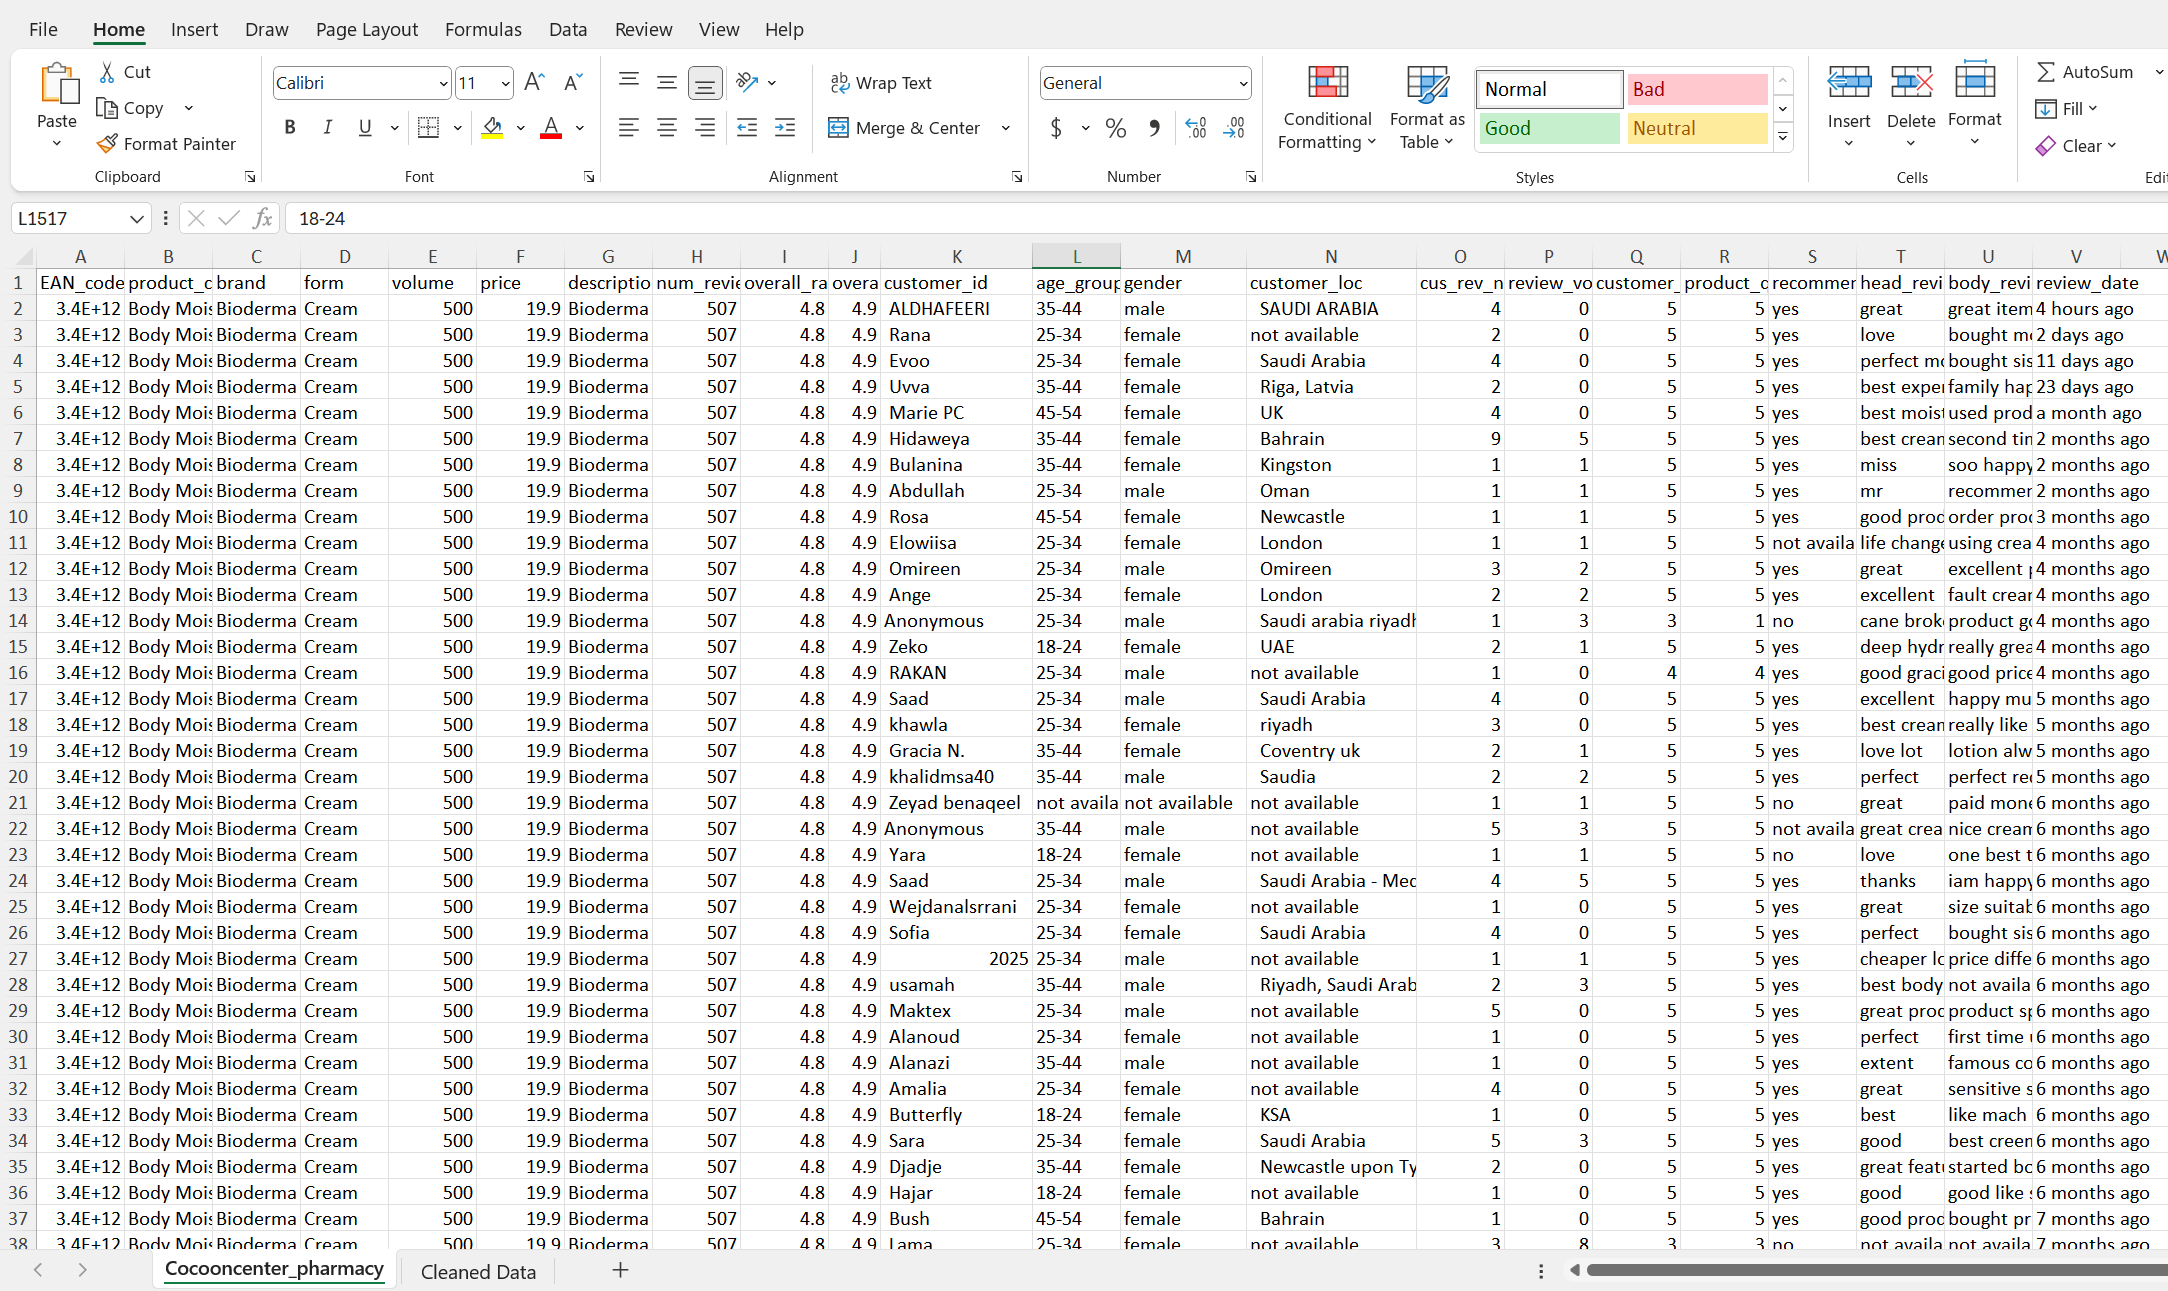 File Home Insert Draw Page Layout Formulas Data Review View Help
Paste Cut Copy Format Painter Clipboard
Calibri 11 B I U A Font
Wrap Text Merge & Center Alignment
General $ % Number
Conditional Formatting Format as Table Normal Bad Good Neutral Styles
Insert Delete Format Cells
AutoSum Fill Clear Edit
L1517 fx 18-24
A B C D E F G H I J K L M N O P Q R S T U V W
1 EAN_code product_c brand form volume price descriptio num_revie overall_ra overa customer_id age_group gender customer_loc cus_rev_n review_vo customer_ product_c recommer head_revi body_revi review_date
2 3.4E+12 Body Mois Bioderma Cream 500 19.9 Bioderma 507 4.8 4.9 ALDHAFEERI 35-44 male SAUDI ARABIA 4 0 5 5 yes great great item 4 hours ago
3 3.4E+12 Body Mois Bioderma Cream 500 19.9 Bioderma 507 4.8 4.9 Rana 25-34 female not available 2 0 5 5 yes love bought mo 2 days ago
4 3.4E+12 Body Mois Bioderma Cream 500 19.9 Bioderma 507 4.8 4.9 Evoo 25-34 female Saudi Arabia 4 0 5 5 yes perfect mo bought sis 11 days ago
5 3.4E+12 Body Mois Bioderma Cream 500 19.9 Bioderma 507 4.8 4.9 Uvva 35-44 female Riga, Latvia 2 0 5 5 yes best exper family hap 23 days ago
6 3.4E+12 Body Mois Bioderma Cream 500 19.9 Bioderma 507 4.8 4.9 Marie PC 45-54 female UK 4 0 5 5 yes best moist used prod a month ago
7 3.4E+12 Body Mois Bioderma Cream 500 19.9 Bioderma 507 4.8 4.9 Hidaweya 35-44 female Bahrain 9 5 5 5 yes best crean second tin 2 months ago
8 3.4E+12 Body Mois Bioderma Cream 500 19.9 Bioderma 507 4.8 4.9 Bulanina 35-44 female Kingston 1 1 5 5 yes miss soo happy 2 months ago
9 3.4E+12 Body Mois Bioderma Cream 500 19.9 Bioderma 507 4.8 4.9 Abdullah 25-34 male Oman 1 1 5 5 yes mr recommer 2 months ago
10 3.4E+12 Body Mois Bioderma Cream 500 19.9 Bioderma 507 4.8 4.9 Rosa 45-54 female Newcastle 1 1 5 5 yes good prod order proc 3 months ago
11 3.4E+12 Body Mois Bioderma Cream 500 19.9 Bioderma 507 4.8 4.9 Elowiisa 25-34 female London 1 1 5 5 not availa life change using crea 4 months ago
12 3.4E+12 Body Mois Bioderma Cream 500 19.9 Bioderma 507 4.8 4.9 Omireen 25-34 male Omireen 3 2 5 5 yes great excellent p 4 months ago
13 3.4E+12 Body Mois Bioderma Cream 500 19.9 Bioderma 507 4.8 4.9 Ange 25-34 female London 2 2 5 5 yes excellent fault crear 4 months ago
14 3.4E+12 Body Mois Bioderma Cream 500 19.9 Bioderma 507 4.8 4.9 Anonymous 25-34 male Saudi arabia riyadh 1 3 3 1 no cane brok product go 4 months ago
15 3.4E+12 Body Mois Bioderma Cream 500 19.9 Bioderma 507 4.8 4.9 Zeko 18-24 female UAE 2 1 5 5 yes deep hydr really grea 4 months ago
16 3.4E+12 Body Mois Bioderma Cream 500 19.9 Bioderma 507 4.8 4.9 RAKAN 25-34 male not available 1 0 4 4 yes good graci good price 4 months ago
17 3.4E+12 Body Mois Bioderma Cream 500 19.9 Bioderma 507 4.8 4.9 Saad 25-34 male Saudi Arabia 4 0 5 5 yes excellent happy mu 5 months ago
18 3.4E+12 Body Mois Bioderma Cream 500 19.9 Bioderma 507 4.8 4.9 khawla 25-34 female riyadh 3 0 5 5 yes best crean really like 5 months ago
19 3.4E+12 Body Mois Bioderma Cream 500 19.9 Bioderma 507 4.8 4.9 Gracia N. 35-44 female Coventry uk 2 1 5 5 yes love lot lotion alw 5 months ago
20 3.4E+12 Body Mois Bioderma Cream 500 19.9 Bioderma 507 4.8 4.9 khalidmsa40 35-44 male Saudia 2 2 5 5 yes perfect perfect rec 5 months ago
21 3.4E+12 Body Mois Bioderma Cream 500 19.9 Bioderma 507 4.8 4.9 Zeyad benaqeel not availa not available not available 1 1 5 5 no great paid mone 6 months ago
22 3.4E+12 Body Mois Bioderma Cream 500 19.9 Bioderma 507 4.8 4.9 Anonymous 35-44 male not available 5 3 5 5 not availa great crea nice cream 6 months ago
23 3.4E+12 Body Mois Bioderma Cream 500 19.9 Bioderma 507 4.8 4.9 Yara 18-24 female not available 1 1 5 5 no love one best t 6 months ago
24 3.4E+12 Body Mois Bioderma Cream 500 19.9 Bioderma 507 4.8 4.9 Saad 25-34 male Saudi Arabia - Med 4 5 5 5 yes thanks iam happy 6 months ago
25 3.4E+12 Body Mois Bioderma Cream 500 19.9 Bioderma 507 4.8 4.9 Wejdanalsrrani 25-34 female not available 1 0 5 5 yes great size suitab 6 months ago
26 3.4E+12 Body Mois Bioderma Cream 500 19.9 Bioderma 507 4.8 4.9 Sofia 25-34 female Saudi Arabia 4 0 5 5 yes perfect bought sis 6 months ago
27 3.4E+12 Body Mois Bioderma Cream 500 19.9 Bioderma 507 4.8 4.9 2025 25-34 male not available 1 1 5 5 yes cheaper lo price diffe 6 months ago
28 3.4E+12 Body Mois Bioderma Cream 500 19.9 Bioderma 507 4.8 4.9 usamah 35-44 male Riyadh, Saudi Arab 2 3 5 5 yes best body not availa 6 months ago
29 3.4E+12 Body Mois Bioderma Cream 500 19.9 Bioderma 507 4.8 4.9 Maktex 25-34 male not available 5 0 5 5 yes great proc product sp 6 months ago
30 3.4E+12 Body Mois Bioderma Cream 500 19.9 Bioderma 507 4.8 4.9 Alanoud 25-34 female not available 1 0 5 5 yes perfect first time 6 months ago
31 3.4E+12 Body Mois Bioderma Cream 500 19.9 Bioderma 507 4.8 4.9 Alanazi 35-44 male not available 1 0 5 5 yes extent famous co 6 months ago
32 3.4E+12 Body Mois Bioderma Cream 500 19.9 Bioderma 507 4.8 4.9 Amalia 25-34 female not available 4 0 5 5 yes great sensitive s 6 months ago
33 3.4E+12 Body Mois Bioderma Cream 500 19.9 Bioderma 507 4.8 4.9 Butterfly 18-24 female KSA 1 0 5 5 yes best like mach 6 months ago
34 3.4E+12 Body Mois Bioderma Cream 500 19.9 Bioderma 507 4.8 4.9 Sara 25-34 female Saudi Arabia 5 3 5 5 yes good best creen 6 months ago
35 3.4E+12 Body Mois Bioderma Cream 500 19.9 Bioderma 507 4.8 4.9 Djadje 35-44 female Newcastle upon Ty 2 0 5 5 yes great feat started bo 6 months ago
36 3.4E+12 Body Mois Bioderma Cream 500 19.9 Bioderma 507 4.8 4.9 Hajar 18-24 female not available 1 0 5 5 yes good good like s 6 months ago
37 3.4E+12 Body Mois Bioderma Cream 500 19.9 Bioderma 507 4.8 4.9 Bush 45-54 female Bahrain 1 0 5 5 yes good prod bought pr 7 months ago
38 3.4E+12 Body Mois Bioderma Cream 500 19.9 Bioderma 507 4.8 4.9 Lama 25-34 female not available 3 8 3 3 no not availa not availa 7 months ago
Cocooncenter_pharmacy Cleaned Data